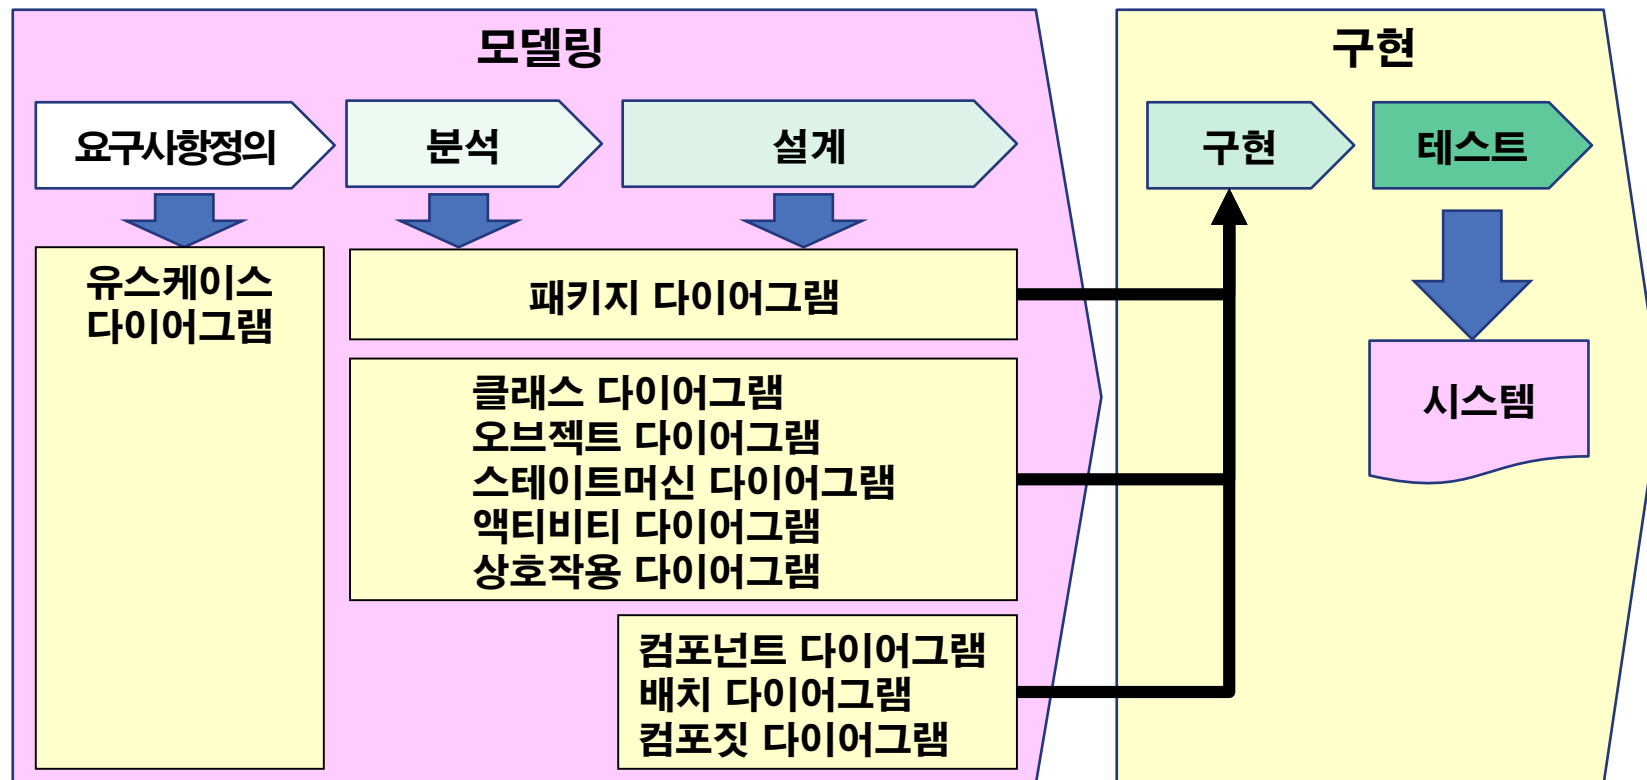 모델링
구현
요구사항정의
분석
설계
구현
테스트
유스케이스
다이어그램
패키지 다이어그램
클래스 다이어그램
오브젝트 다이어그램
스테이트머신 다이어그램
액티비티 다이어그램
상호작용 다이어그램
컴포넌트 다이어그램
배치 다이어그램
컴포짓 다이어그램
시스템